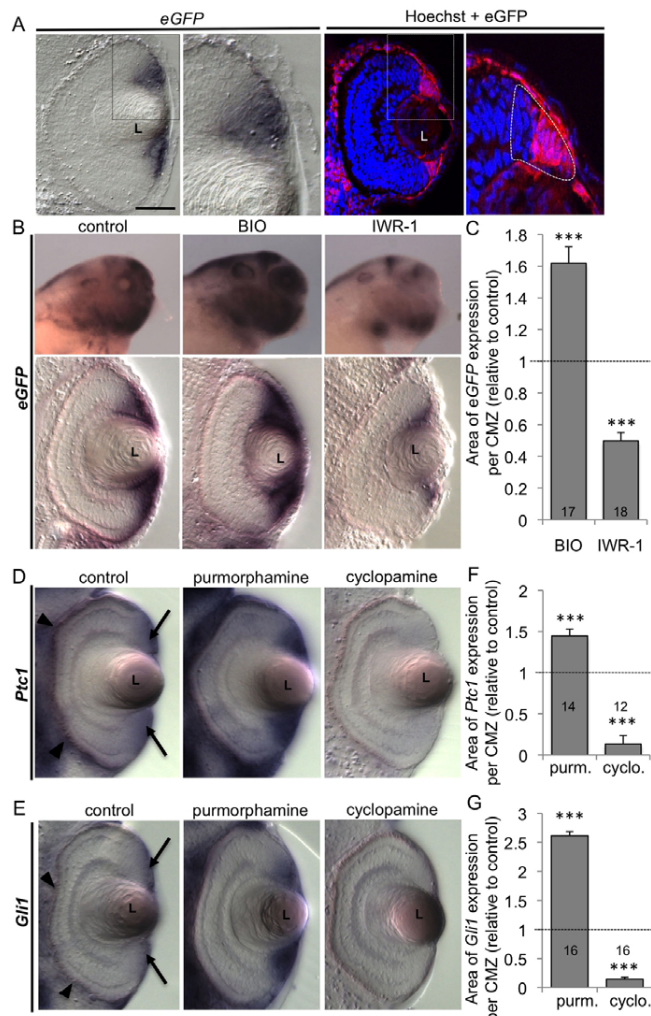 A
eGFP
Hoechst + eGFP
L
L
B
control
BIO
IWR-1
eGFP
L
L
L
C
Area of eGFP expression
per CMZ (relative to control)
1.8
1.6
1.4
1.2
1
0.8
0.6
0.4
0.2
0
***
***
17
18
BIO
IWR-1
D
control
purmorphamine
cyclopamine
Ptc1
L
L
L
F
Area of Ptc1 expression
per CMZ (relative to control)
2
1.5
1
0.5
0
***
14
12
***
purm.
cyclo.
E
control
purmorphamine
cyclopamine
Gli1
L
L
L
G
Area of Gli1 expression
per CMZ (relative to control)
3
2.5
2
1.5
1
0.5
0
***
16
16
***
purm.
cyclo.